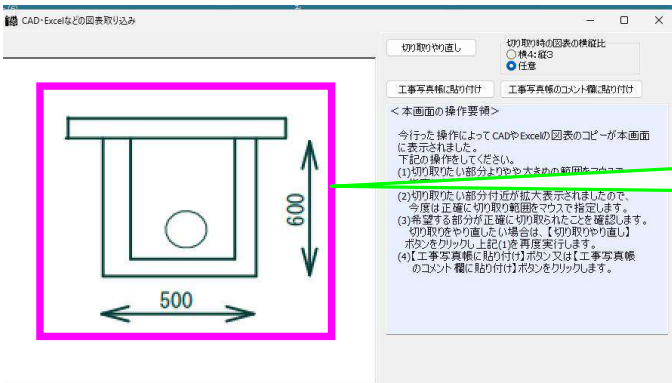 CAD・Excelなどの図表取り込み
切り取りやり直し
切り取り時の図表の横縦比
横4:縦3
任意
工事写真帳に貼り付け
工事写真帳のコメント欄に貼り付け
＜本画面の操作要領＞
今行った操作によってCADやExcelの図表のコピーが本画面
に表示されました。
下記の操作をしてください。
(1)切り取りたい部分よりやや大きめの範囲をマウスで
(2)切り取りたい部分付近が拡大表示されましたので、
今度は正確に切り取り範囲をマウスで指定します。
(3)希望する部分が正確に切り取られたことを確認します。
切り取りをやり直したい場合は、【切り取りやり直し】
ボタンをクリックし上記(1)を再度実行します。
(4)【工事写真帳に貼り付け】ボタン又は【工事写真帳
のコメント欄に貼り付け】ボタンをクリックします。
600
500